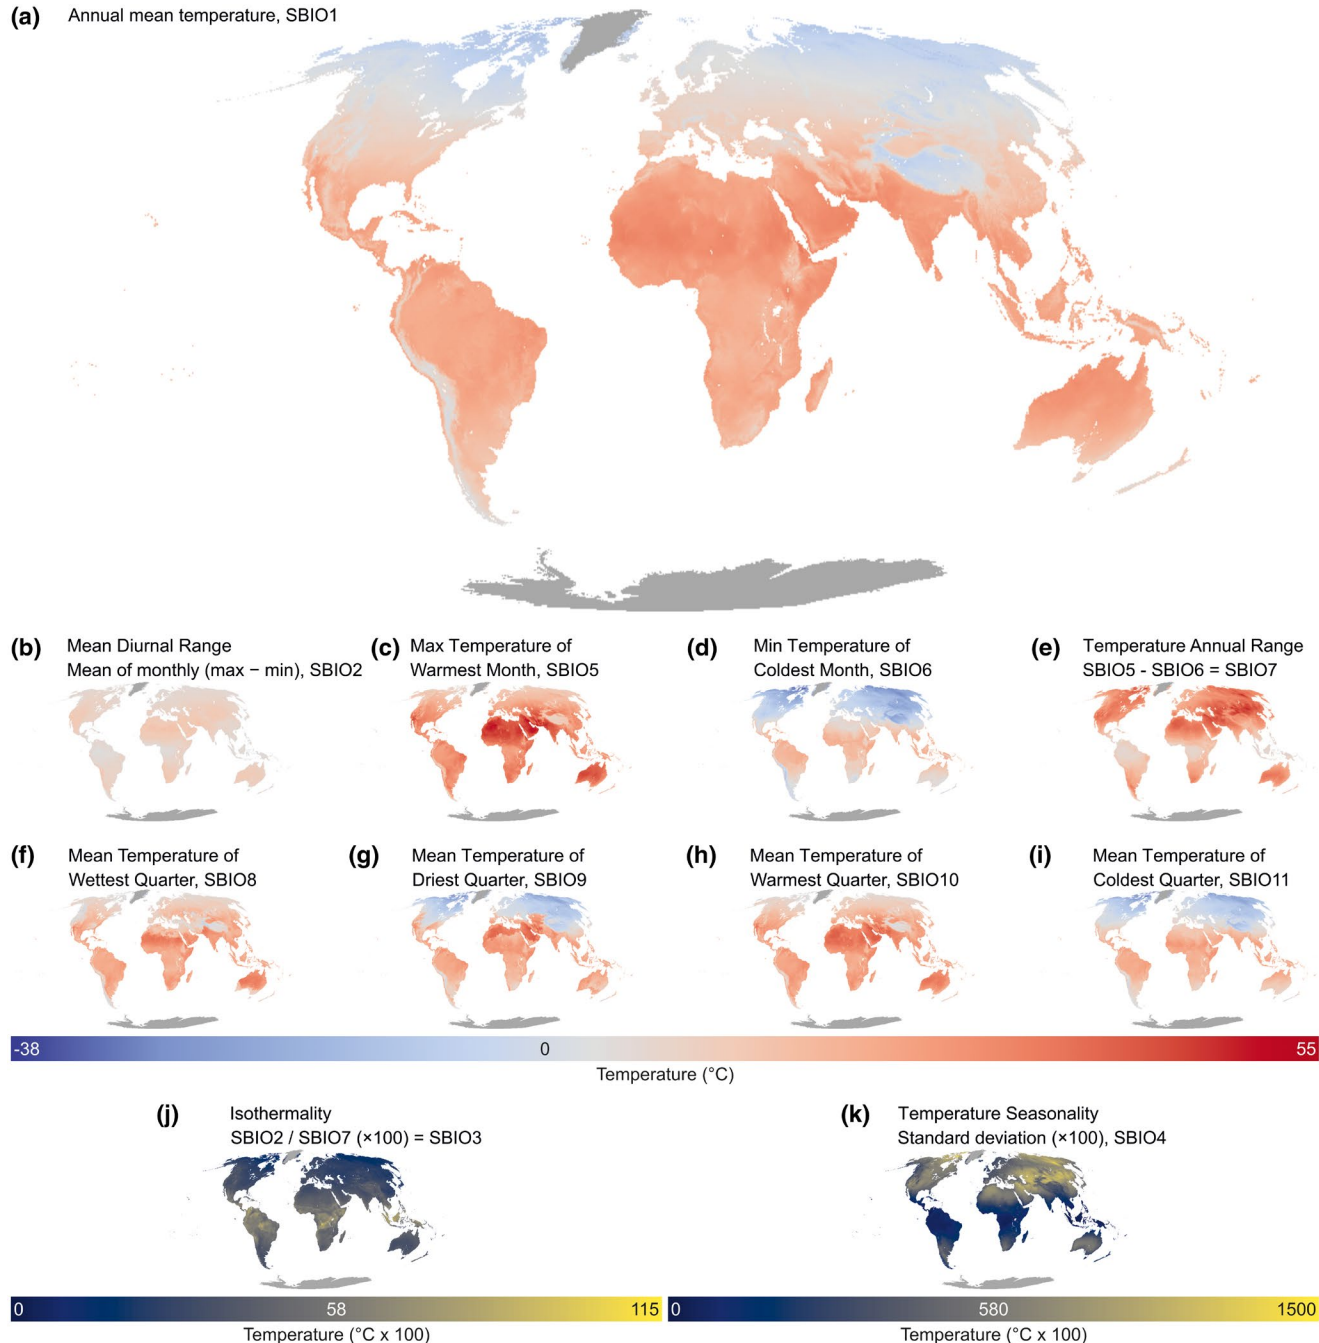 (a) Annual mean temperature, SBIO1
(b) Mean Diurnal Range
Mean of monthly (max − min), SBIO2
(c) Max Temperature of
Warmest Month, SBIO5
(d) Min Temperature of
Coldest Month, SBIO6
(e) Temperature Annual Range
SBIO5 - SBIO6 = SBIO7
(f) Mean Temperature of
Wettest Quarter, SBIO8
(g) Mean Temperature of
Driest Quarter, SBIO9
(h) Mean Temperature of
Warmest Quarter, SBIO10
(i) Mean Temperature of
Coldest Quarter, SBIO11
-38 0 55
Temperature (°C)
(j) Isothermality
SBIO2 / SBIO7 (×100) = SBIO3
(k) Temperature Seasonality
Standard deviation (×100), SBIO4
0 58 115
Temperature (°C x 100)
0 580 1500
Temperature (°C x 100)